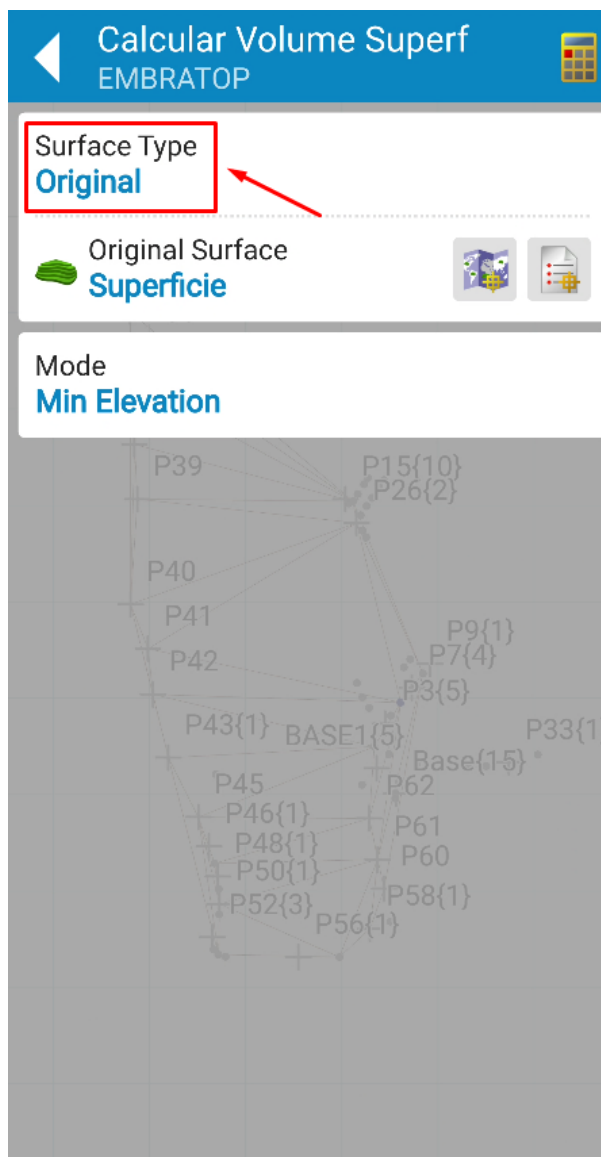 Calcular Volume Superf
EMBRATOP
Surface Type
Original
Original Surface
Superficie
Mode
Min Elevation
P39
P15{10}
P26{2}
P40
P41
P9{1}
P42
P7{4}
P3{5}
P43{1}
BASE1{5}
P33{1
Base{15}
P45
P62
P46{1}
P61
P48{1}
P60
P50{1}
P52{3}
P58{1}
P56{1}